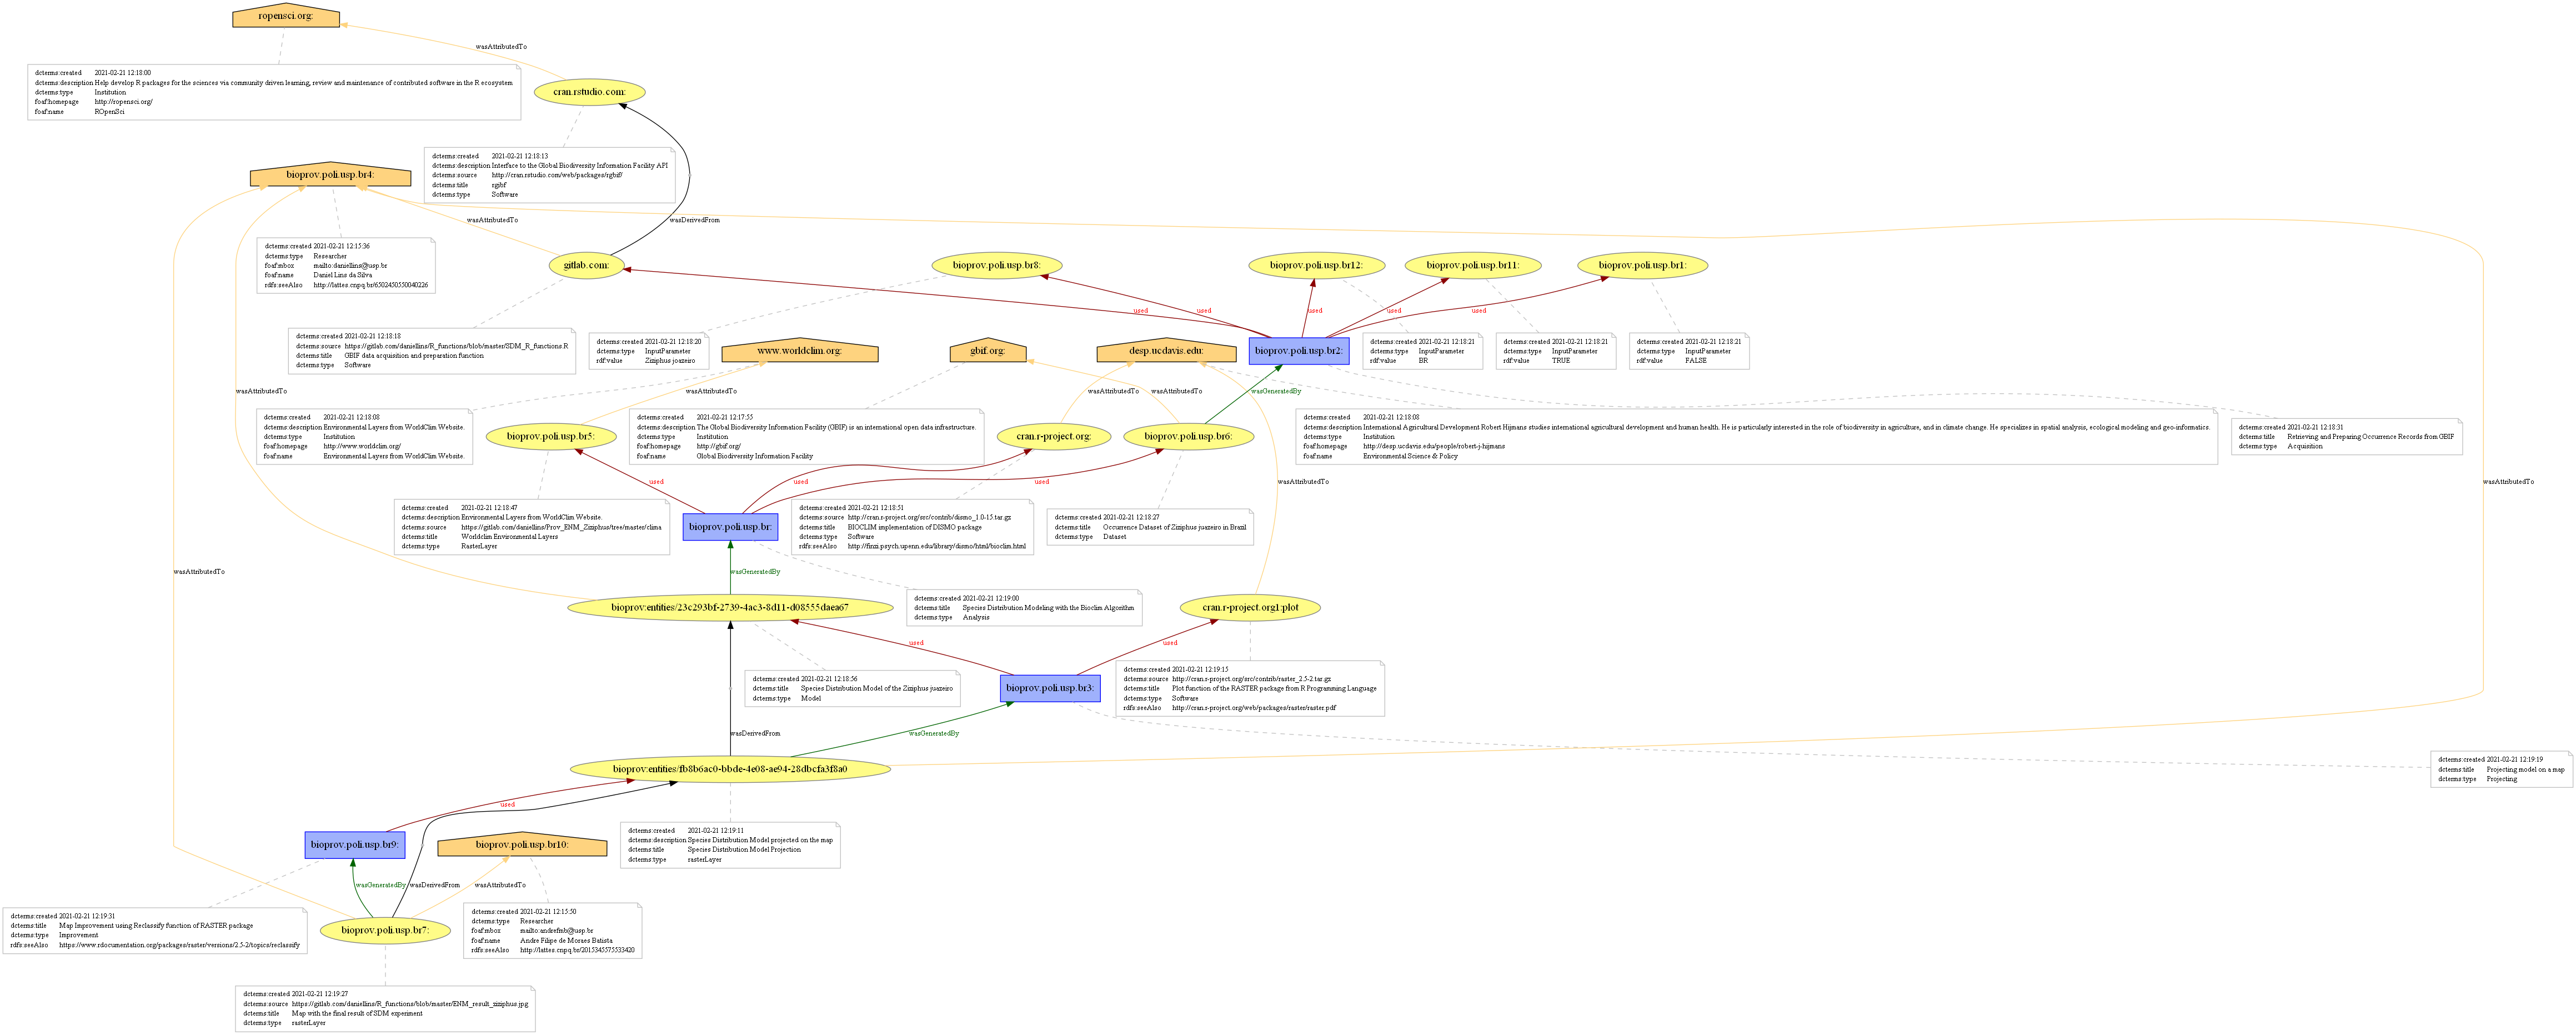 ropensci.org:
wasAttributedTo
dcterms:created 2021-02-21 12:18:00
dcterms:description Help develop R packages for the sciences via community driven learning, review and maintenance of contributed software in the R ecosystem
dcterms:type Institution
foaf:homepage http://ropensci.org/
foaf:name ROpenSci
cran.rstudio.com:
dcterms:created 2021-02-21 12:18:13
dcterms:description Interface to the Global Biodiversity Information Facility API
dcterms:source http://cran.rstudio.com/web/packages/rgbif/
dcterms:title rgibf
dcterms:type Software
bioprov.poli.usp.br4:
wasAttributedTo
wasDerivedFrom
dcterms:created 2021-02-21 12:15:36
dcterms:type Researcher
foaf:mbox mailto:daniellins@usp.br
foaf:name Daniel Lins da Silva
rdfs:seeAlso http://lattes.cnpq.br/6502450550040226
gitlab.com:
bioprov.poli.usp.br8:
bioprov.poli.usp.br12:
bioprov.poli.usp.br11:
bioprov.poli.usp.br1:
used
used
used
used
used
dcterms:created 2021-02-21 12:18:18
dcterms:source https://gitlab.com/daniellins/R_functions/blob/master/SDM_R_functions.R
dcterms:title GBIF data acquisition and preparation function
dcterms:type Software
dcterms:created 2021-02-21 12:18:20
dcterms:type InputParameter
rdf:value Ziziphus joazeiro
www.worldclim.org:
gbif.org:
desp.ucdavis.edu:
bioprov.poli.usp.br2:
dcterms:created 2021-02-21 12:18:21
dcterms:type InputParameter
rdf:value BR
dcterms:created 2021-02-21 12:18:21
dcterms:type InputParameter
rdf:value TRUE
dcterms:created 2021-02-21 12:18:21
dcterms:type InputParameter
rdf:value FALSE
wasAttributedTo
wasAttributedTo
wasAttributedTo
wasAttributedTo
wasGeneratedBy
dcterms:created 2021-02-21 12:18:08
dcterms:description Environmental Layers from WorldClim Website.
dcterms:type Institution
foaf:homepage http://www.worldclim.org/
foaf:name Environmental Layers from WorldClim Website.
bioprov.poli.usp.br5:
dcterms:created 2021-02-21 12:17:55
dcterms:description The Global Biodiversity Information Facility (GBIF) is an international open data infrastructure.
dcterms:type Institution
foaf:homepage http://gbif.org/
foaf:name Global Biodiversity Information Facility
cran.r-project.org:
bioprov.poli.usp.br6:
dcterms:created 2021-02-21 12:18:08
dcterms:description International Agricultural Development Robert Hijmans studies international agricultural development and human health. He is particularly interested in the role of biodiversity in agriculture, and in climate change. He specializes in spatial analysis, ecological modeling and geo-informatics.
dcterms:type Institution
foaf:homepage http://desp.ucdavis.edu/people/robert-j-hijmans
foaf:name Environmental Science & Policy
dcterms:created 2021-02-21 12:18:31
dcterms:title Retrieving and Preparing Occurrence Records from GBIF
dcterms:type Acquisition
used
used
used
wasAttributedTo
wasAttributedTo
dcterms:created 2021-02-21 12:18:47
dcterms:description Environmental Layers from WorldClim Website.
dcterms:source https://gitlab.com/daniellins/Prov_ENM_Ziziphus/tree/master/clima
dcterms:title Worldclim Environmental Layers
dcterms:type RasterLayer
bioprov.poli.usp.br:
dcterms:created 2021-02-21 12:18:51
dcterms:source http://cran.r-project.org/src/contrib/dismo_1.0-15.tar.gz
dcterms:title BIOCLIM implementation of DISMO package
dcterms:type Software
rdfs:seeAlso http://finzi.psych.upenn.edu/library/dismo/html/bioclim.html
dcterms:created 2021-02-21 12:18:27
dcterms:title Occurrence Dataset of Ziziphus juazeiro in Brazil
dcterms:type Dataset
wasAttributedTo
wasGeneratedBy
bioprov:entities/23c293bf-2739-4ac3-8d11-d08555daea67
dcterms:created 2021-02-21 12:19:00
dcterms:title Species Distribution Modeling with the Bioclim Algorithm
dcterms:type Analysis
cran.r-project.org1:plot
used
used
dcterms:created 2021-02-21 12:18:56
dcterms:title Species Distribution Model of the Ziziphus juazeiro
dcterms:type Model
bioprov.poli.usp.br3:
dcterms:created 2021-02-21 12:19:15
dcterms:source http://cran.r-project.org/src/contrib/raster_2.5-2.tar.gz
dcterms:title Plot function of the RASTER package from R Programming Language
dcterms:type Software
rdfs:seeAlso http://cran.r-project.org/web/packages/raster/raster.pdf
wasDerivedFrom
wasGeneratedBy
bioprov:entities/fb8b6ac0-bbde-4e08-ae94-28dbcfa3f8a0
dcterms:created 2021-02-21 12:19:19
dcterms:title Projecting model on a map
dcterms:type Projecting
used
bioprov.poli.usp.br9:
bioprov.poli.usp.br10:
dcterms:created 2021-02-21 12:19:11
dcterms:description Species Distribution Model projected on the map
dcterms:title Species Distribution Model Projection
dcterms:type rasterLayer
wasGeneratedBy
wasDerivedFrom
wasAttributedTo
dcterms:created 2021-02-21 12:19:31
dcterms:title Map Improvement using Reclassify function of RASTER package
dcterms:type Improvement
rdfs:seeAlso https://www.rdocumentation.org/packages/raster/versions/2.5-2/topics/reclassify
bioprov.poli.usp.br7:
dcterms:created 2021-02-21 12:15:50
dcterms:type Researcher
foaf:mbox mailto:andrefmb@usp.br
foaf:name Andre Filipe de Moraes Batista
rdfs:seeAlso http://lattes.cnpq.br/2015345575533420
dcterms:created 2021-02-21 12:19:27
dcterms:source https://gitlab.com/daniellins/R_functions/blob/master/ENM_result_ziziphus.jpg
dcterms:title Map with the final result of SDM experiment
dcterms:type rasterLayer